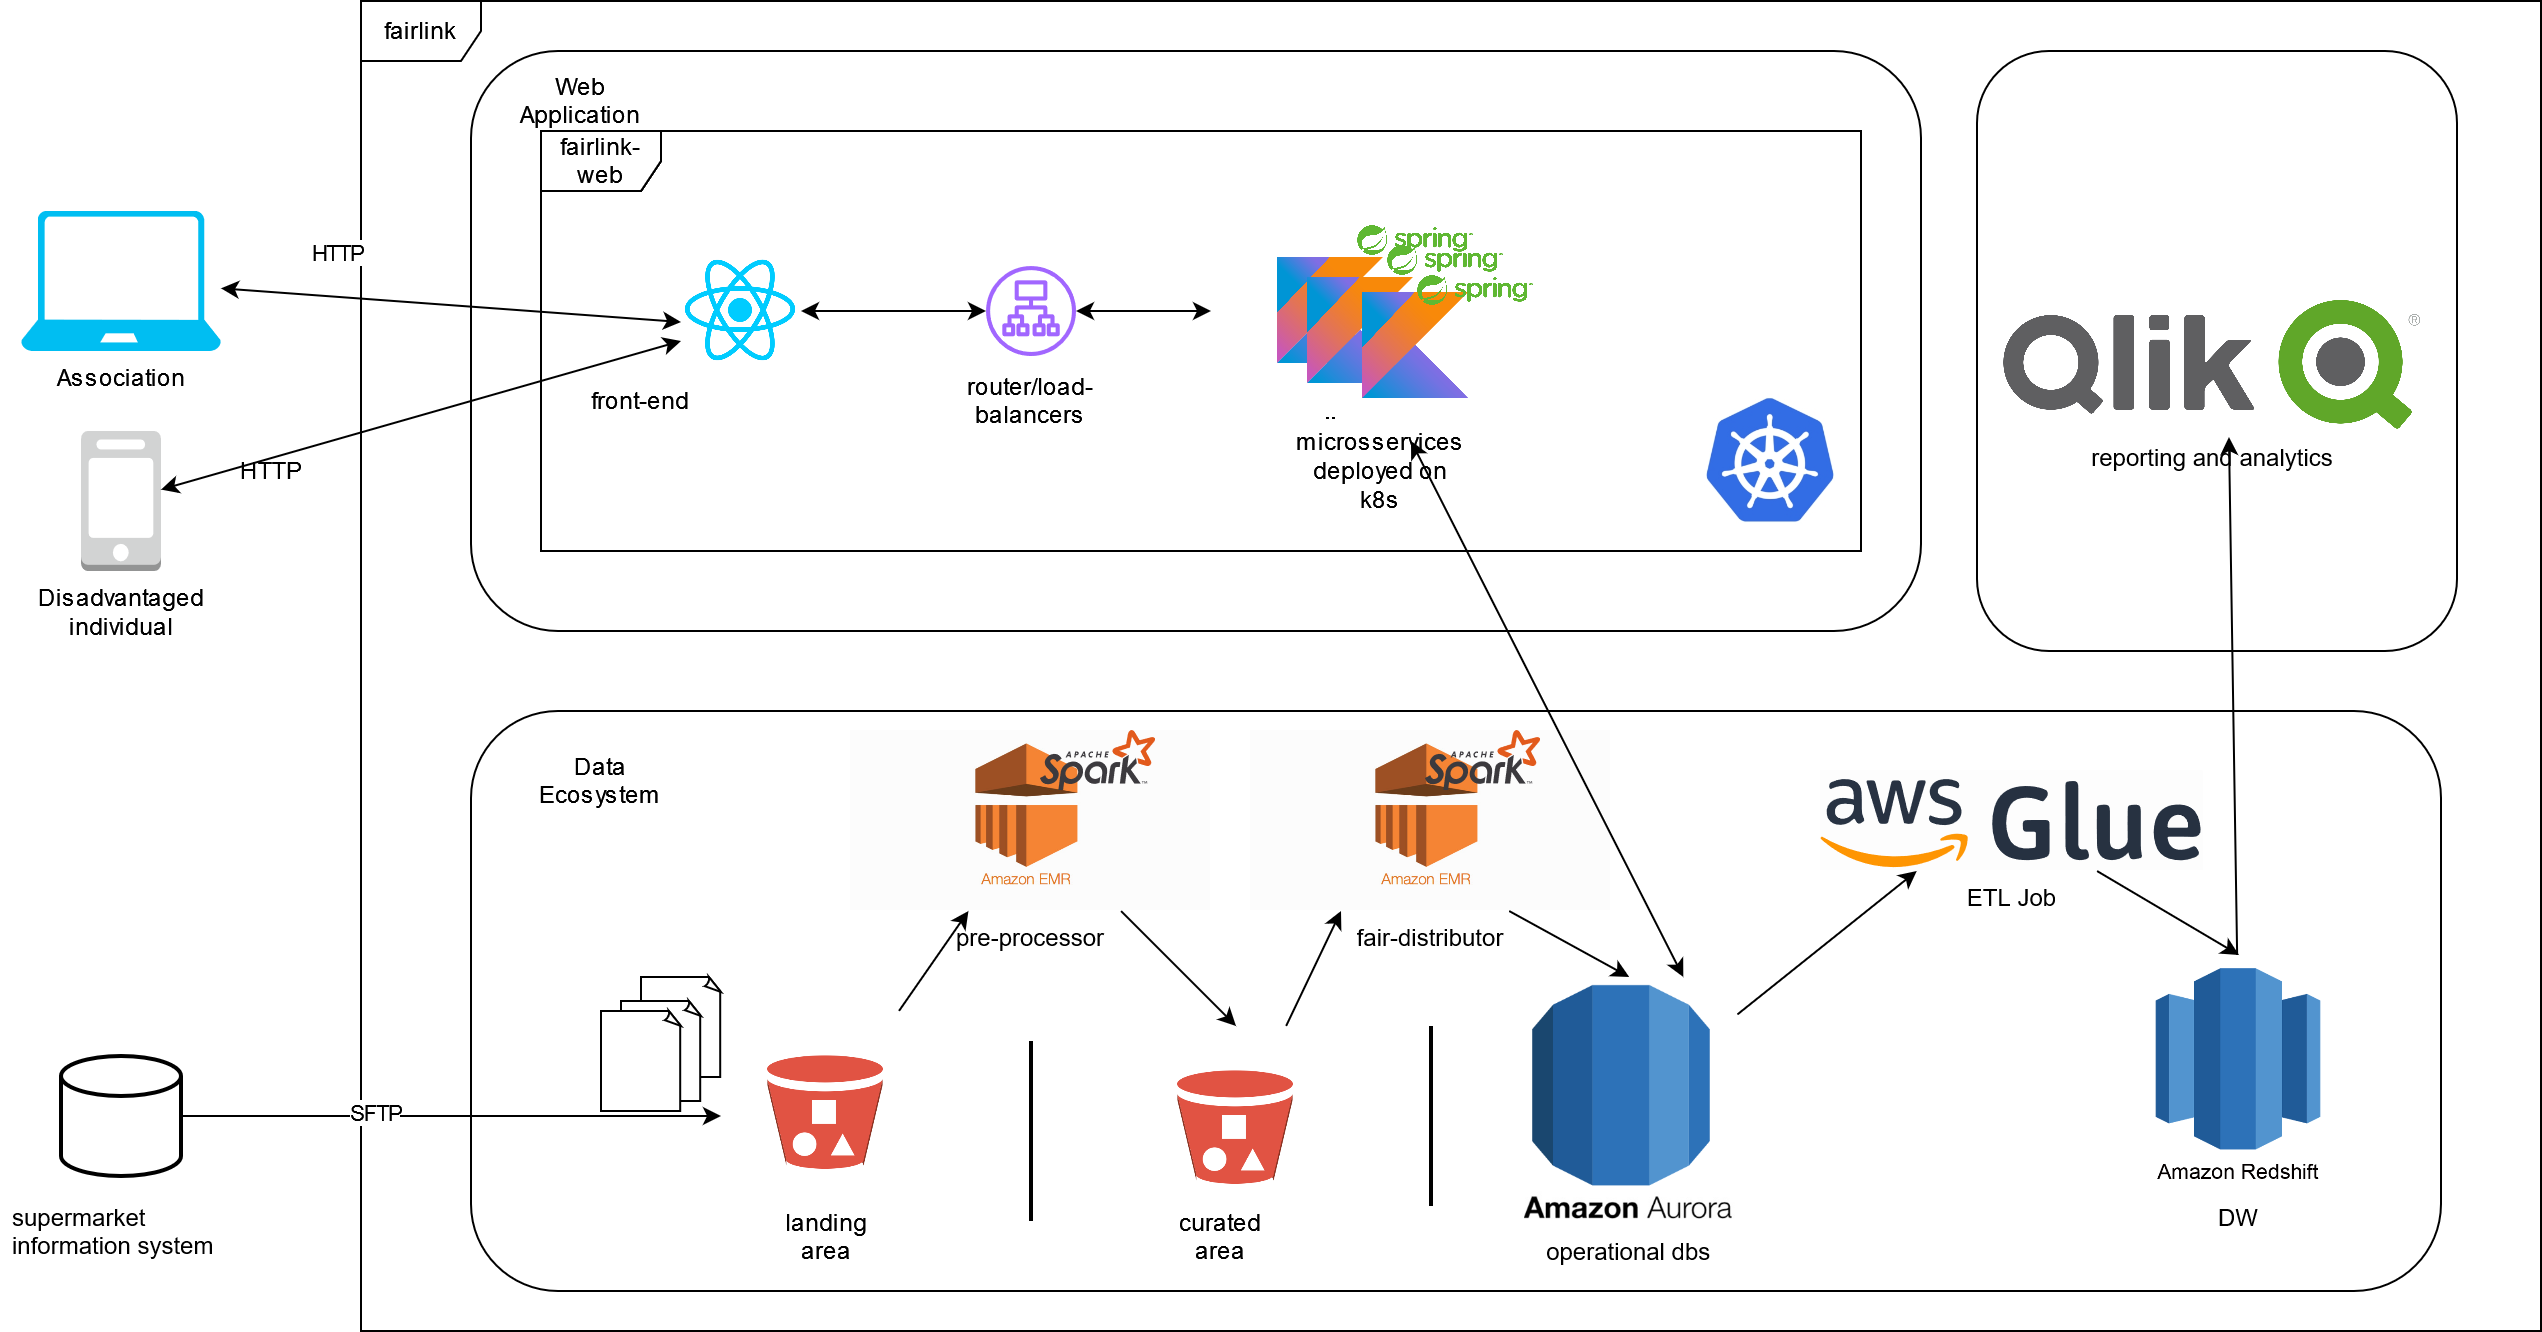 fairlink
Web
Application
fairlink-
web
HTTP
Association
HTTP
Disadvantaged
individual
front-end
router/load-
balancers
spring
spring
spring
..
microsservices
deployed on
k8s
Qlik Q ®
reporting and analytics
Data
Ecosystem
APACHE
Spark™
Amazon EMR
pre-processor
APACHE
Spark™
Amazon EMR
fair-distributor
aws Glue
ETL Job
SFTP
supermarket
information system
landing
area
curated
area
Amazon Aurora
operational dbs
Amazon Redshift
DW